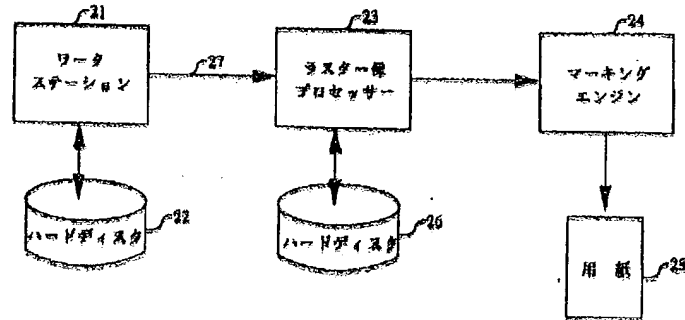 21
ワーク
ステーション
27
23
ラスター像
プロセッサー
24
マーキング
エンジン
ハードディスク
22
ハードディスク
26
用紙
25